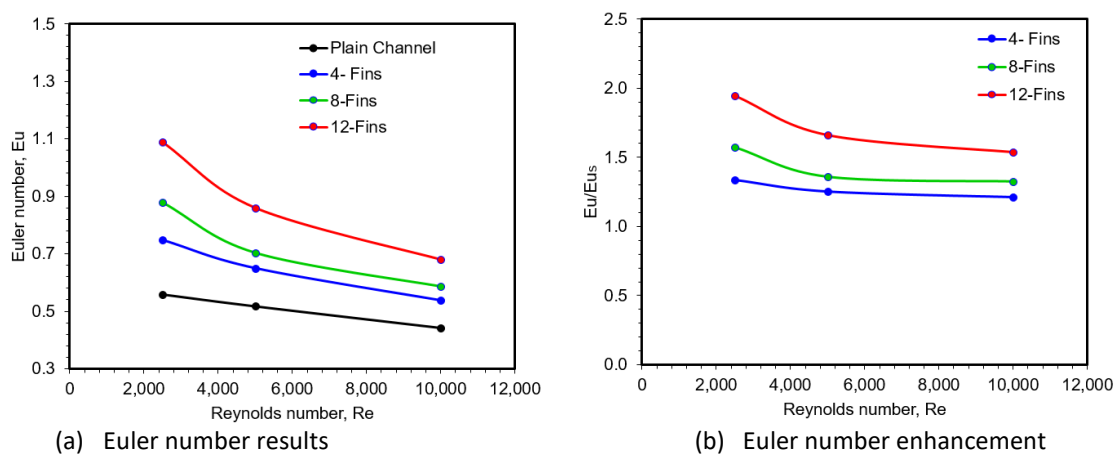 1.5
1.3
1.1
0.9
0.7
0.5
0.3
Euler number, Eu
Plain Channel
4- Fins
8-Fins
12-Fins
0 2,000 4,000 6,000 8,000 10,000 12,000
Reynolds number, Re
(a) Euler number results
2.5
2.0
1.5
1.0
0.5
0.0
Eu/Eus
4- Fins
8-Fins
12-Fins
0 2,000 4,000 6,000 8,000 10,000 12,000
Reynolds number, Re
(b) Euler number enhancement